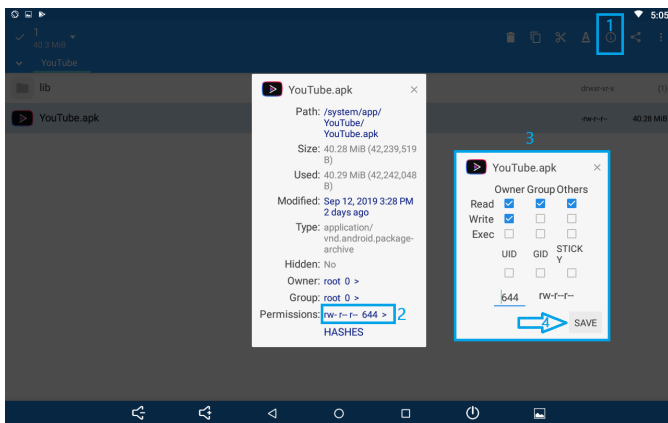 5:05
1
1
40.3 MiB
YouTube
lib
drwxr-xr-x
(1)
YouTube.apk
-rw-r--r--
40.28 MiB
YouTube.apk ×
Path: /system/app/
YouTube/
YouTube.apk
Size: 40.28 MiB (42,239,519
B)
Used: 40.29 MiB (42,242,048
B)
Modified: Sep 12, 2019 3:28 PM
2 days ago
Type: application/
vnd.android.package-
archive
Hidden: No
Owner: root 0 >
Group: root 0 >
Permissions: rw- r-- r-- 644 > 2
HASHES
3
YouTube.apk ×
Owner Group Others
Read
Write
Exec
UID GID STICK
Y
644 rw-r--r--
4 SAVE